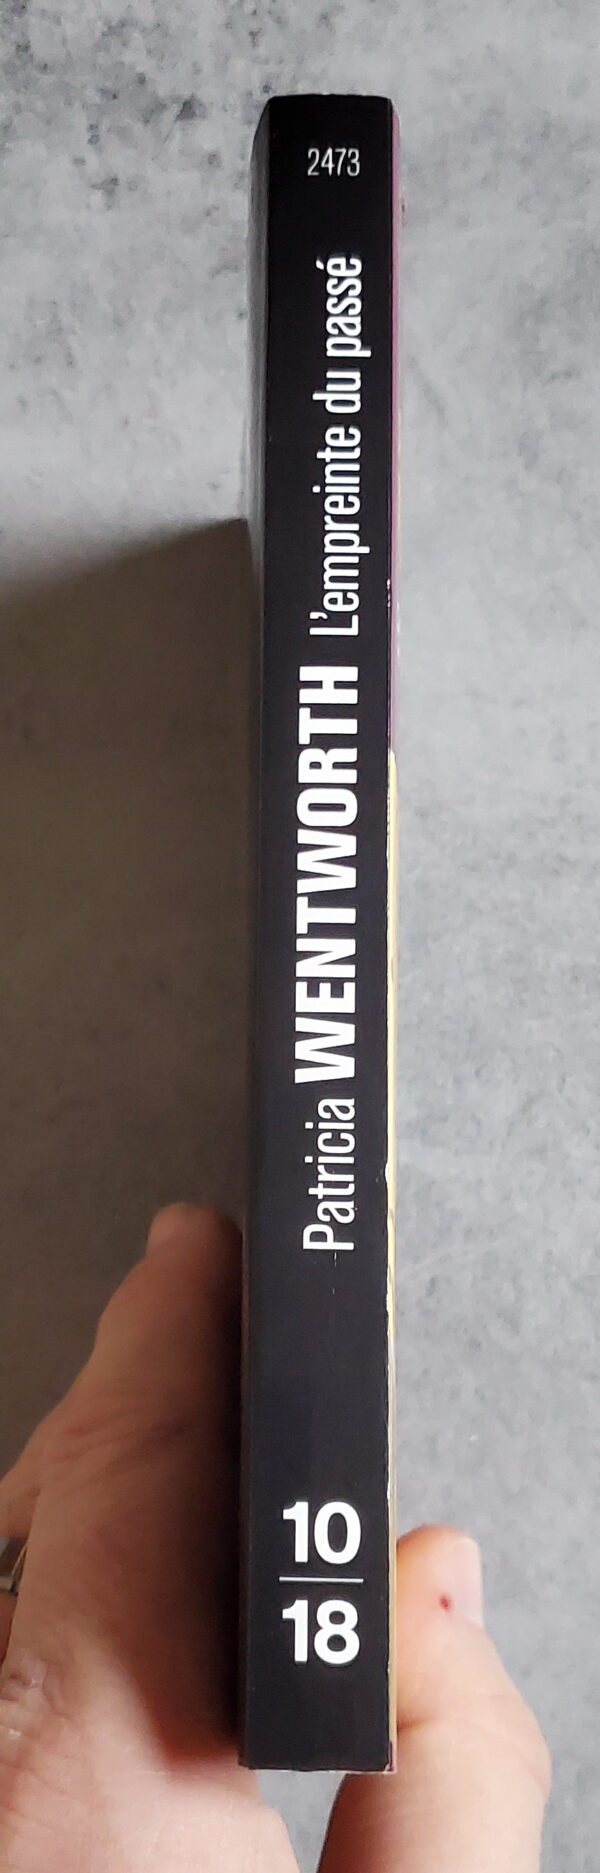 2473
Patricia WENTWORTH L'empreinte du passé
10
18